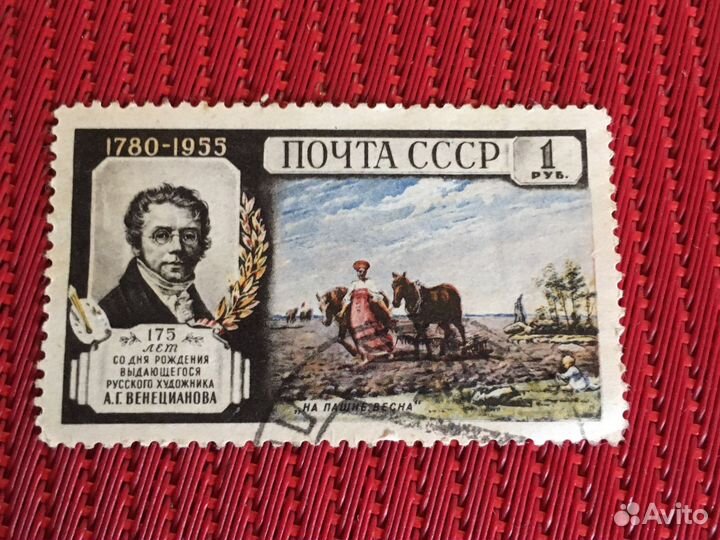 1780-1955
ПОЧТА СССР
1
РУБ.
175
лет
СО ДНЯ РОЖДЕНИЯ
ВЫДАЮЩЕГОСЯ
РУССКОГО ХУДОЖНИКА
А.Г. ВЕНЕЦИАНОВА
„НА ПАШНЕ. ВЕСНА"
Avito